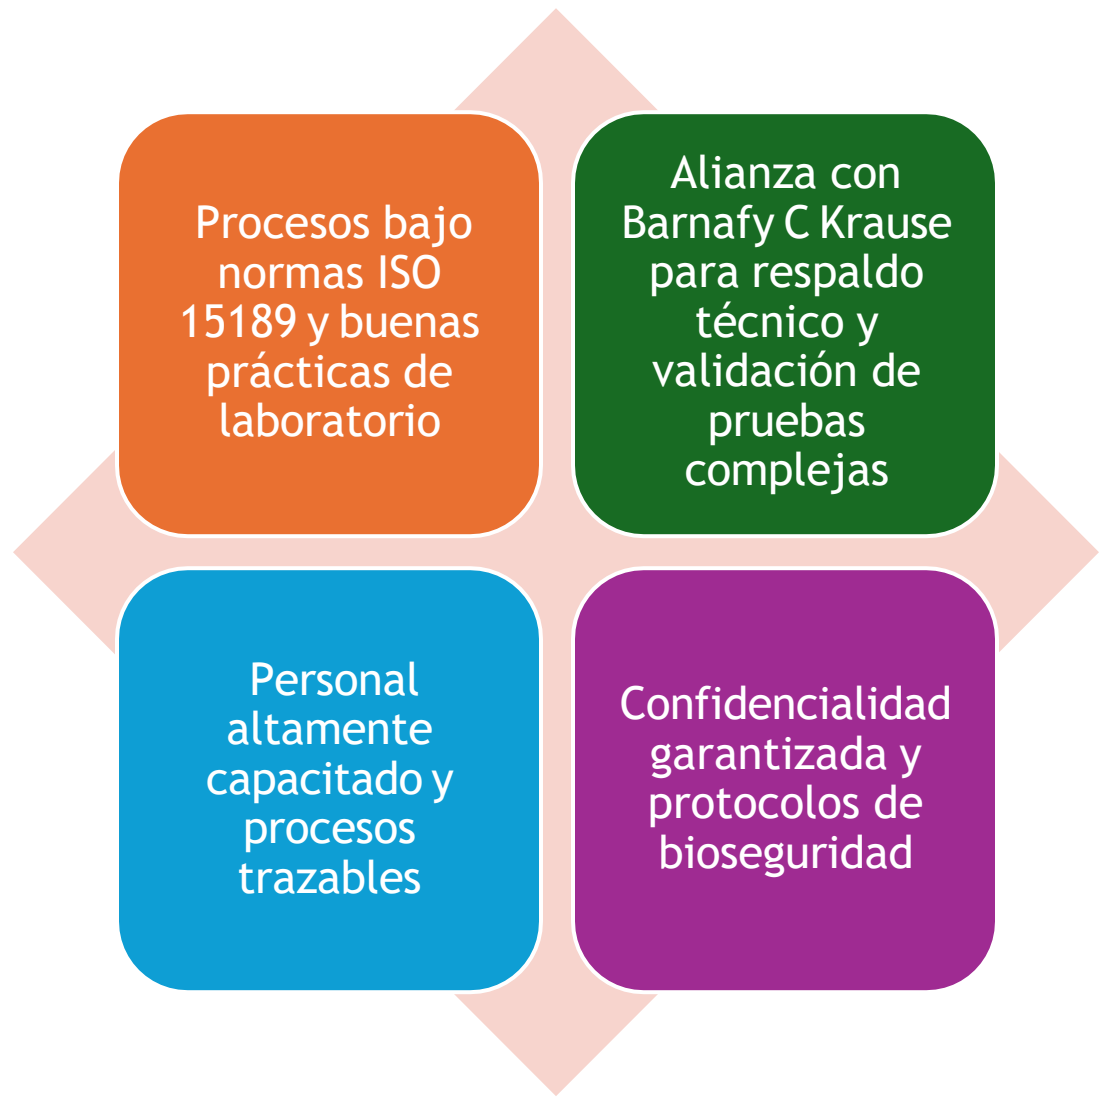 Procesos bajo
normas ISO
15189 y buenas
prácticas de
laboratorio
Alianza con
Barnafy C Krause
para respaldo
técnico y
validación de
pruebas
complejas
Personal
altamente
capacitado y
procesos
trazables
Confidencialidad
garantizada y
protocolos de
bioseguridad